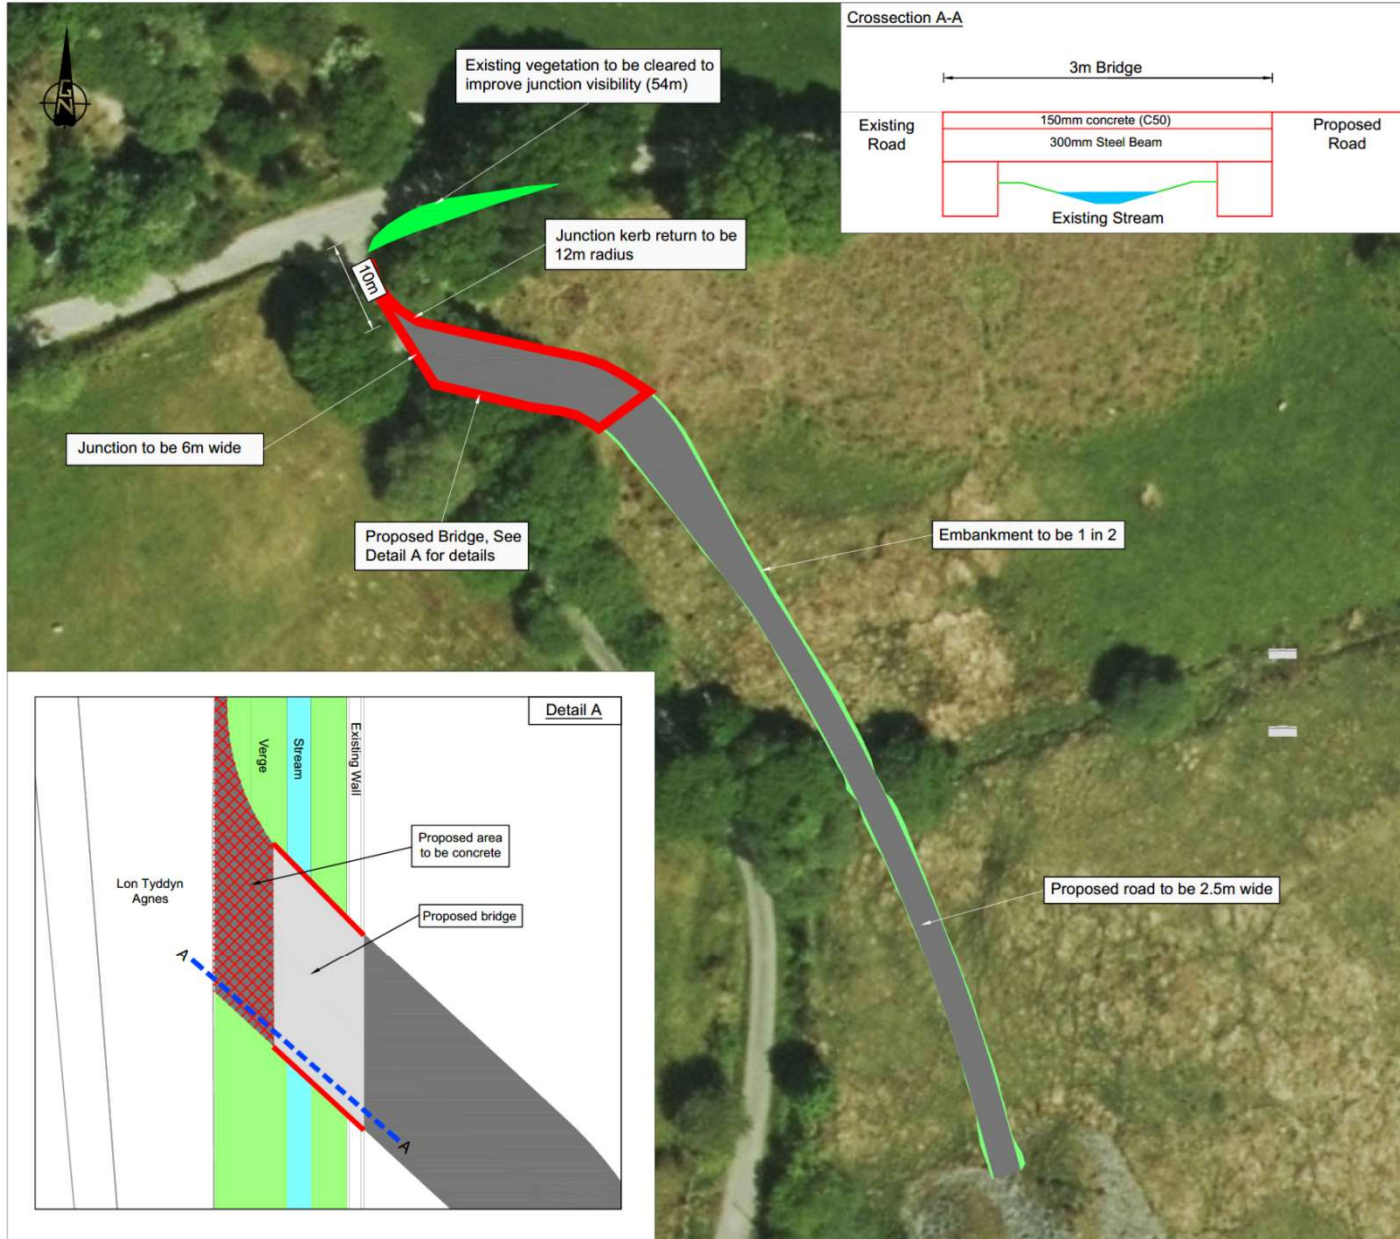 Crossection A-A
3m Bridge
Existing
Road
150mm concrete (C50)
300mm Steel Beam
Proposed
Road
Existing Stream
Existing vegetation to be cleared to
improve junction visibility (54m)
Junction kerb return to be
12m radius
10m
Junction to be 6m wide
Proposed Bridge, See
Detail A for details
Embankment to be 1 in 2
Proposed road to be 2.5m wide
Detail A
Verge
Stream
Existing Wall
Proposed area
to be concrete
Lon Tyddyn
Agnes
Proposed bridge
A
A